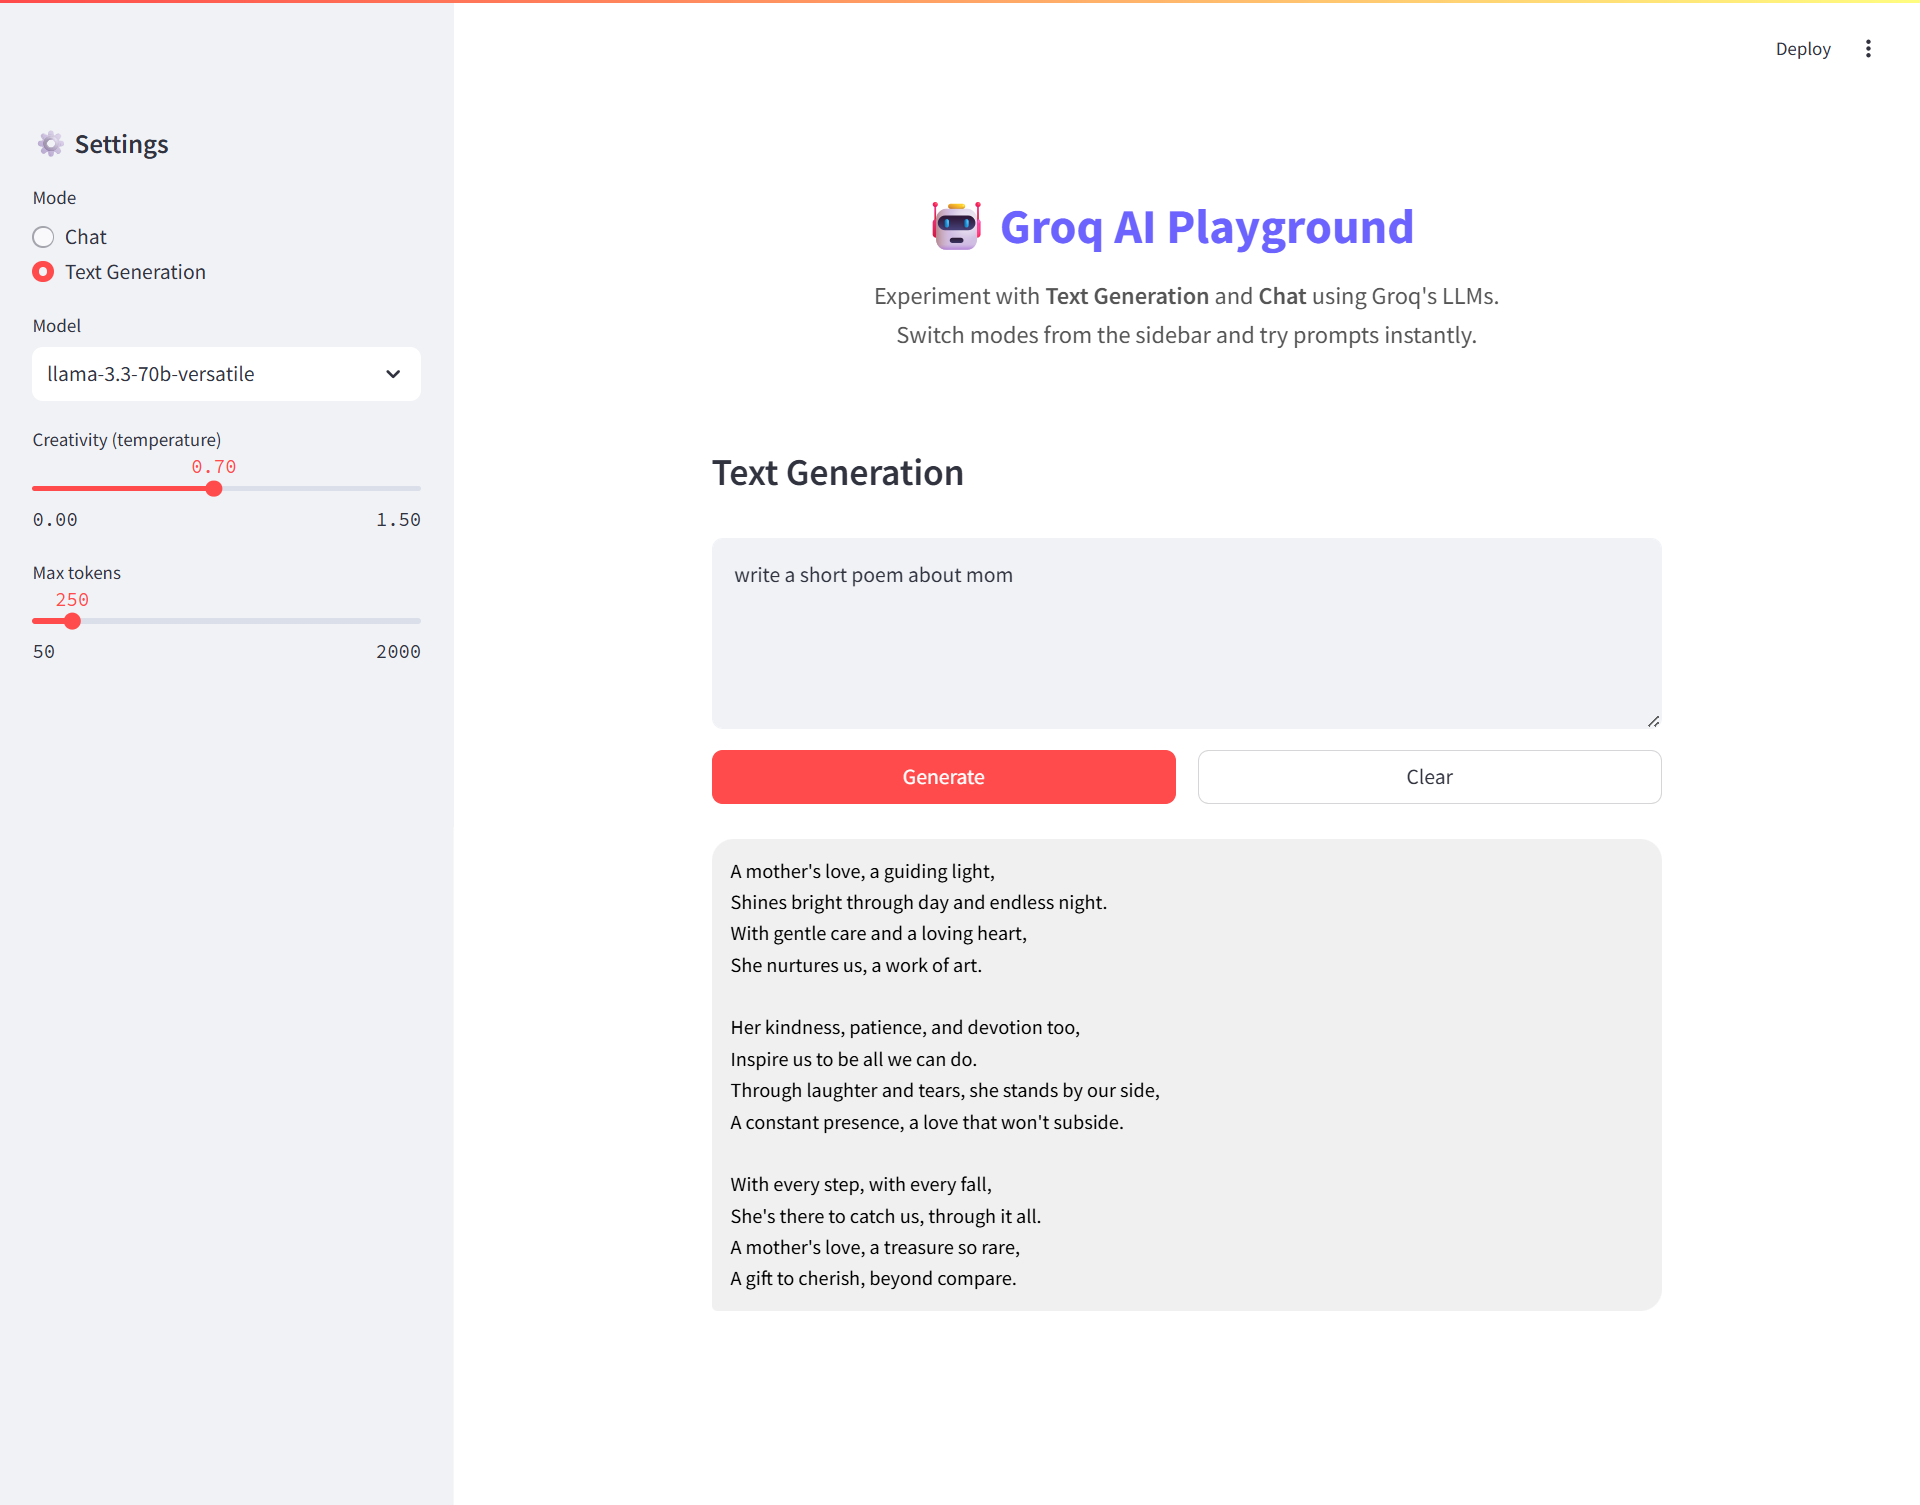 Deploy
Settings
Mode
Chat
Text Generation
Model
llama-3.3-70b-versatile
Creativity (temperature)
0.70
0.00 1.50
Max tokens
250
50 2000
Groq AI Playground
Experiment with Text Generation and Chat using Groq's LLMs.
Switch modes from the sidebar and try prompts instantly.
Text Generation
write a short poem about mom
Generate Clear
A mother's love, a guiding light,
Shines bright through day and endless night.
With gentle care and a loving heart,
She nurtures us, a work of art.
Her kindness, patience, and devotion too,
Inspire us to be all we can do.
Through laughter and tears, she stands by our side,
A constant presence, a love that won't subside.
With every step, with every fall,
She's there to catch us, through it all.
A mother's love, a treasure so rare,
A gift to cherish, beyond compare.